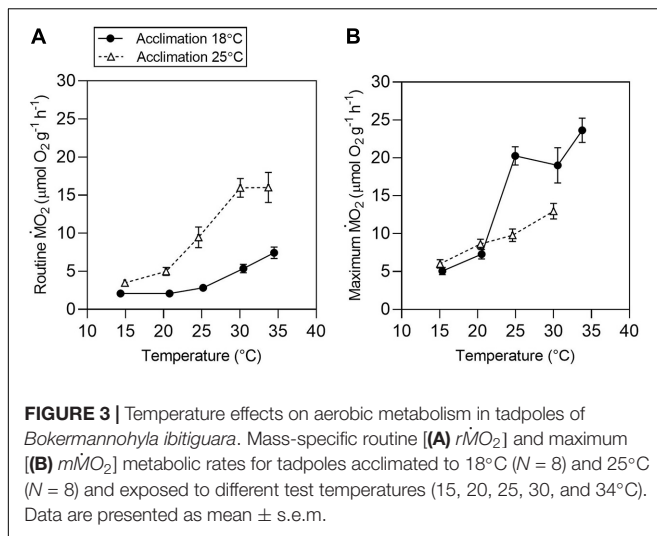 A
Acclimation 18°C
Acclimation 25°C
B
30
25
20
15
10
5
0
Routine ṀO₂ (μmol O₂ g⁻¹ h⁻¹)
10 15 20 25 30 35 40
Temperature (°C)
30
25
20
15
10
5
0
Maximum ṀO₂ (μmol O₂ g⁻¹ h⁻¹)
10 15 20 25 30 35 40
Temperature (°C)
FIGURE 3 | Temperature effects on aerobic metabolism in tadpoles of
Bokermannohyla ibitiguara. Mass-specific routine [(A) rṀO₂] and maximum
[(B) mṀO₂] metabolic rates for tadpoles acclimated to 18°C (N = 8) and 25°C
(N = 8) and exposed to different test temperatures (15, 20, 25, 30, and 34°C).
Data are presented as mean ± s.e.m.